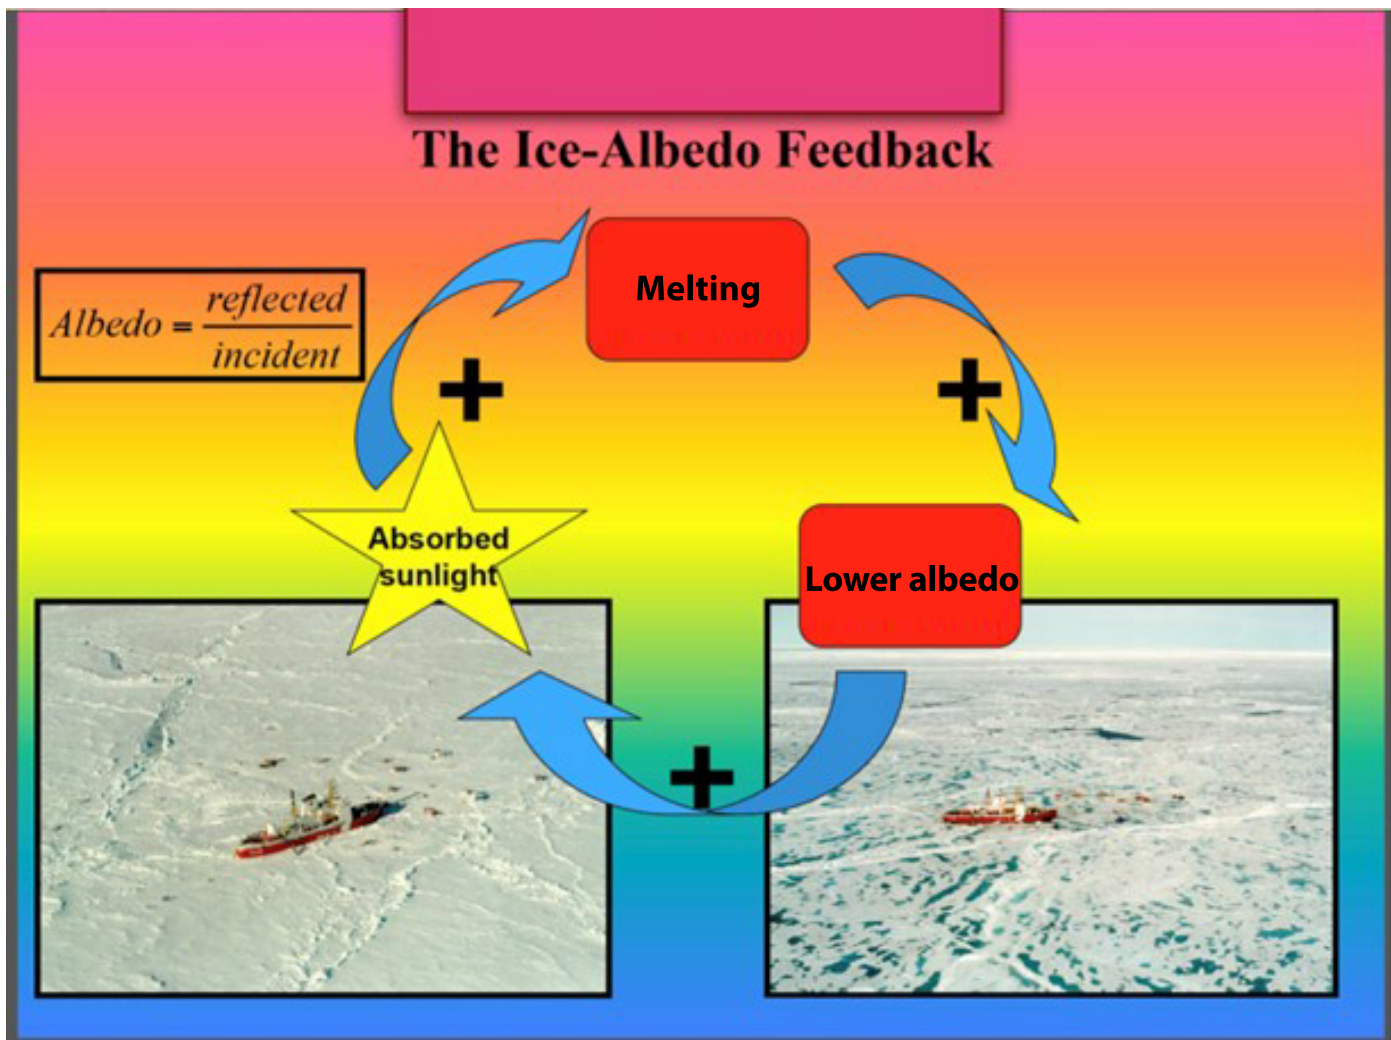 The Ice-Albedo Feedback
Melting
Albedo = reflected
incident
+
+
Absorbed
sunlight
Lower albedo
+